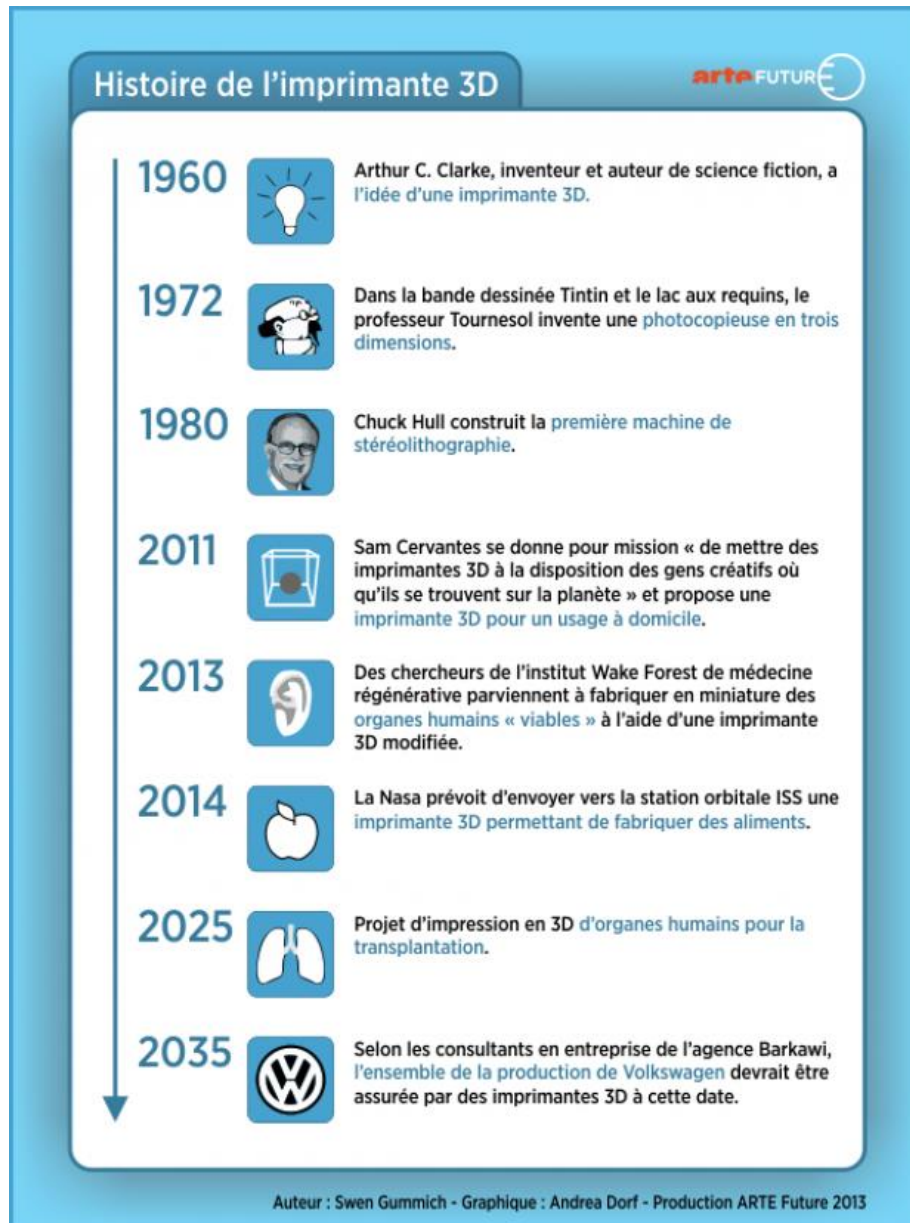 Histoire de l'imprimante 3D
arte FUTURE
1960
Arthur C. Clarke, inventeur et auteur de science fiction, a
l'idée d'une imprimante 3D.
1972
Dans la bande dessinée Tintin et le lac aux requins, le
professeur Tournesol invente une photocopieuse en trois
dimensions.
1980
Chuck Hull construit la première machine de
stéréolithographie.
2011
Sam Cervantes se donne pour mission « de mettre des
imprimantes 3D à la disposition des gens créatifs où
qu'ils se trouvent sur la planète » et propose une
imprimante 3D pour un usage à domicile.
2013
Des chercheurs de l'institut Wake Forest de médecine
régénérative parviennent à fabriquer en miniature des
organes humains « viables » à l'aide d'une imprimante
3D modifiée.
2014
La Nasa prévoit d'envoyer vers la station orbitale ISS une
imprimante 3D permettant de fabriquer des aliments.
2025
Projet d'impression en 3D d'organes humains pour la
transplantation.
2035
Selon les consultants en entreprise de l'agence Barkawi,
l'ensemble de la production de Volkswagen devrait être
assurée par des imprimantes 3D à cette date.
Auteur : Swen Gummich - Graphique : Andrea Dorf - Production ARTE Future 2013